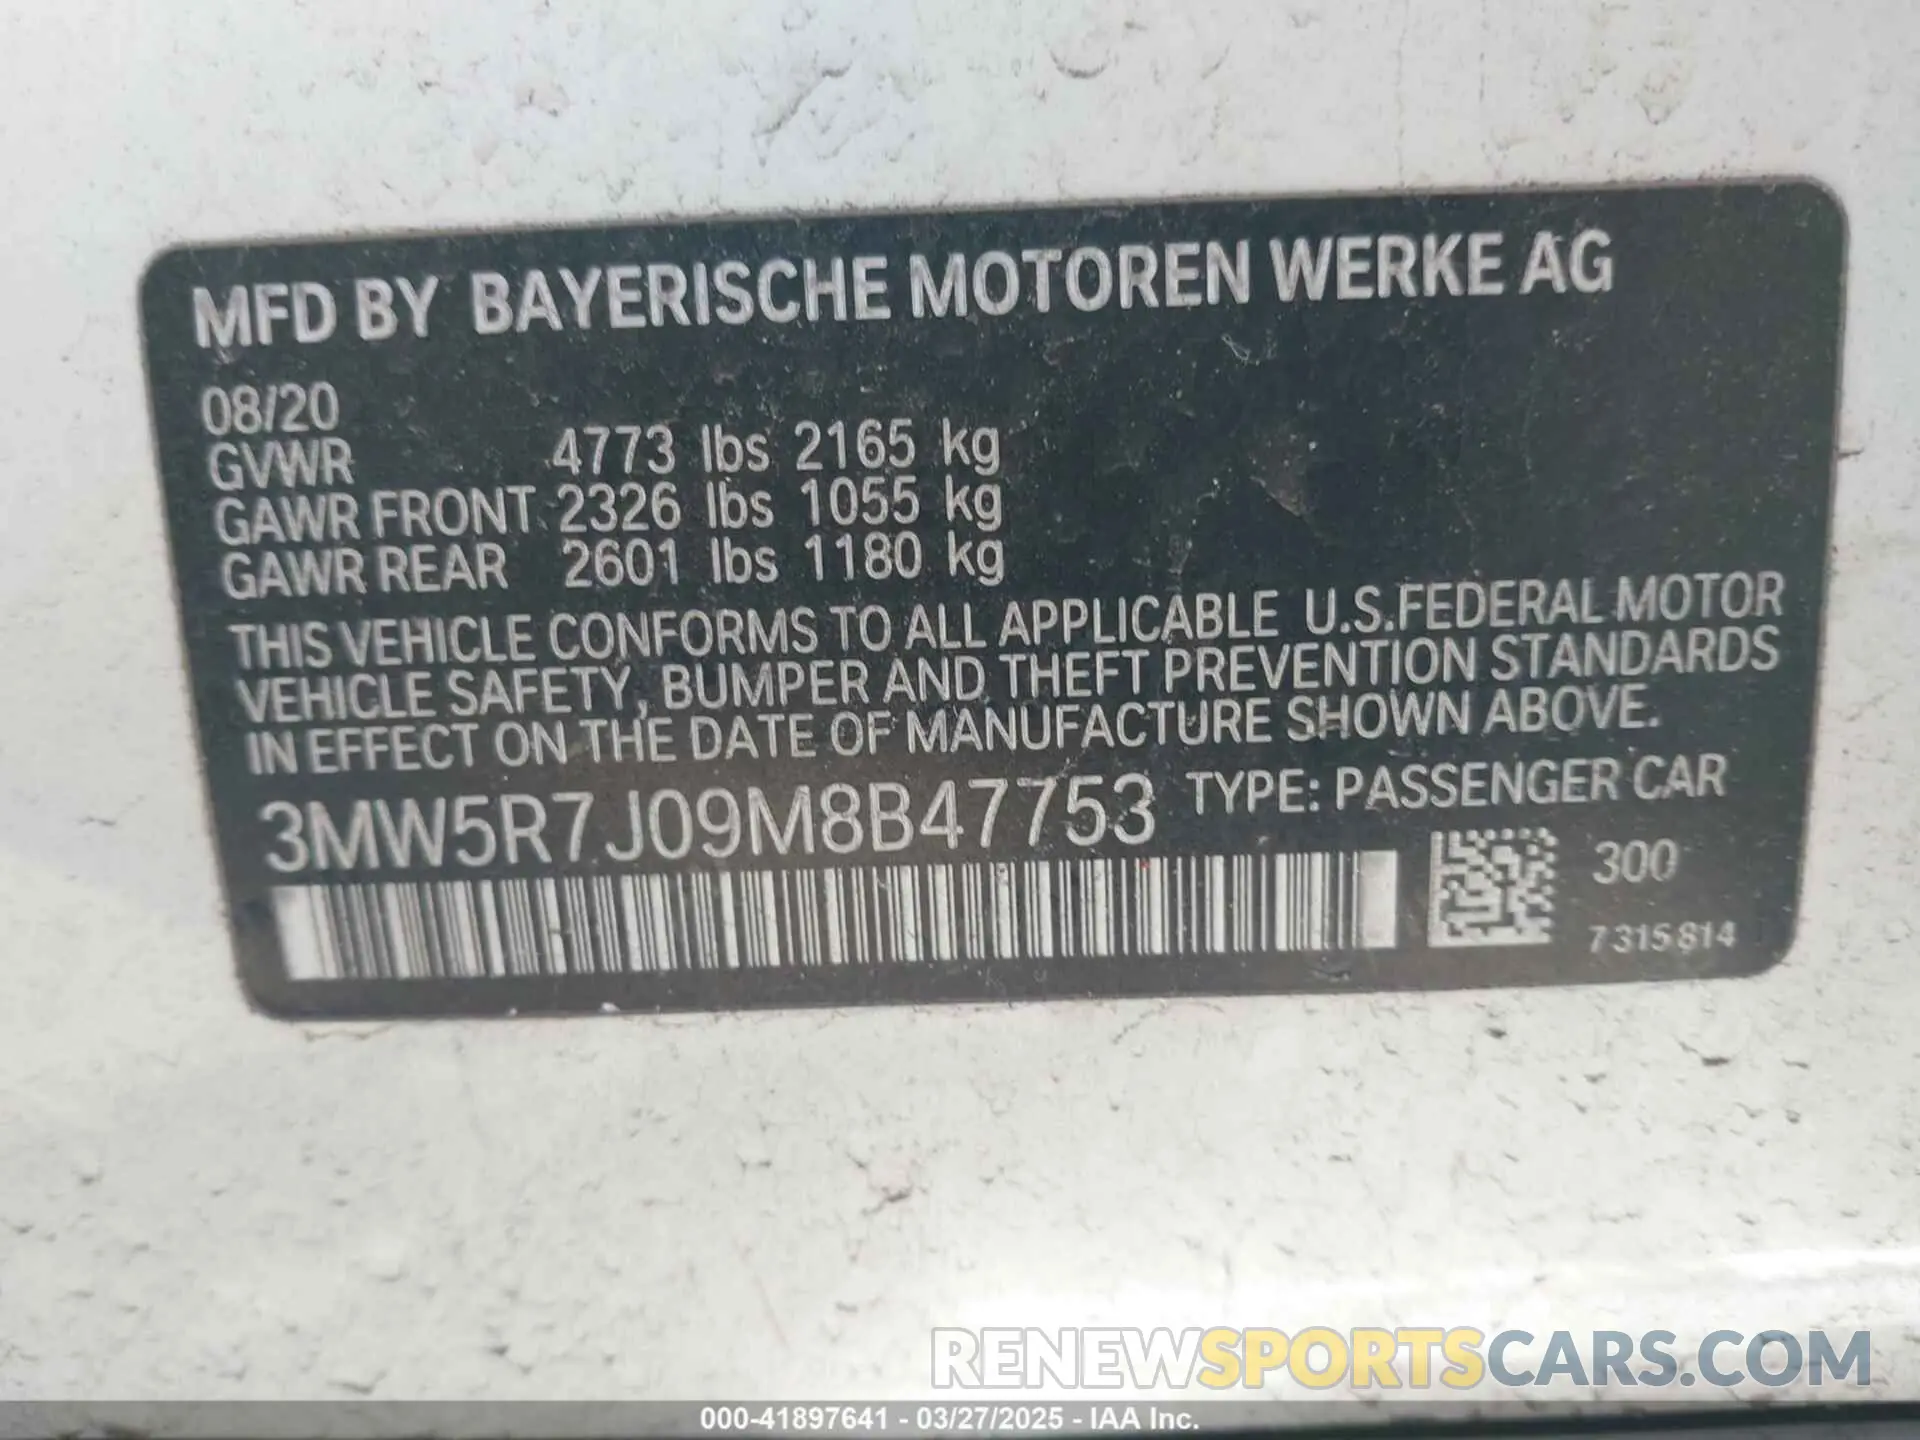 MFD BY BAYERISCHE MOTOREN WERKE AG
08/20
GVWR 4773 lbs 2165 kg
GAWR FRONT 2326 lbs 1055 kg
GAWR REAR 2601 lbs 1180 kg
THIS VEHICLE CONFORMS TO ALL APPLICABLE U.S.FEDERAL MOTOR
VEHICLE SAFETY, BUMPER AND THEFT PREVENTION STANDARDS
IN EFFECT ON THE DATE OF MANUFACTURE SHOWN ABOVE.
3MW5R7J09M8B47753 TYPE: PASSENGER CAR
300
7 315 814
RENEWSPORTSCARS.COM
000-41897641 - 03/27/2025 - IAA Inc.